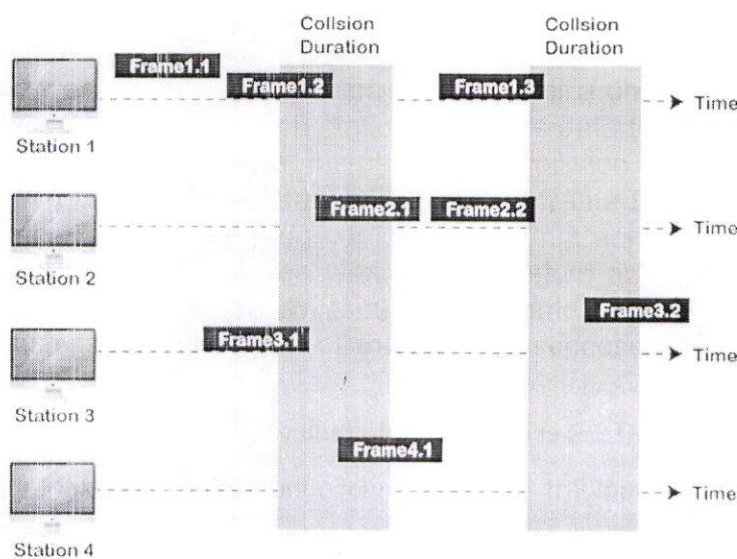 Collsion
Duration
Collsion
Duration
Frame1.1
Frame1.2
Frame1.3
Time
Station 1
Frame2.1
Frame2.2
Time
Station 2
Frame3.2
Frame3.1
Time
Station 3
Frame4.1
Time
Station 4